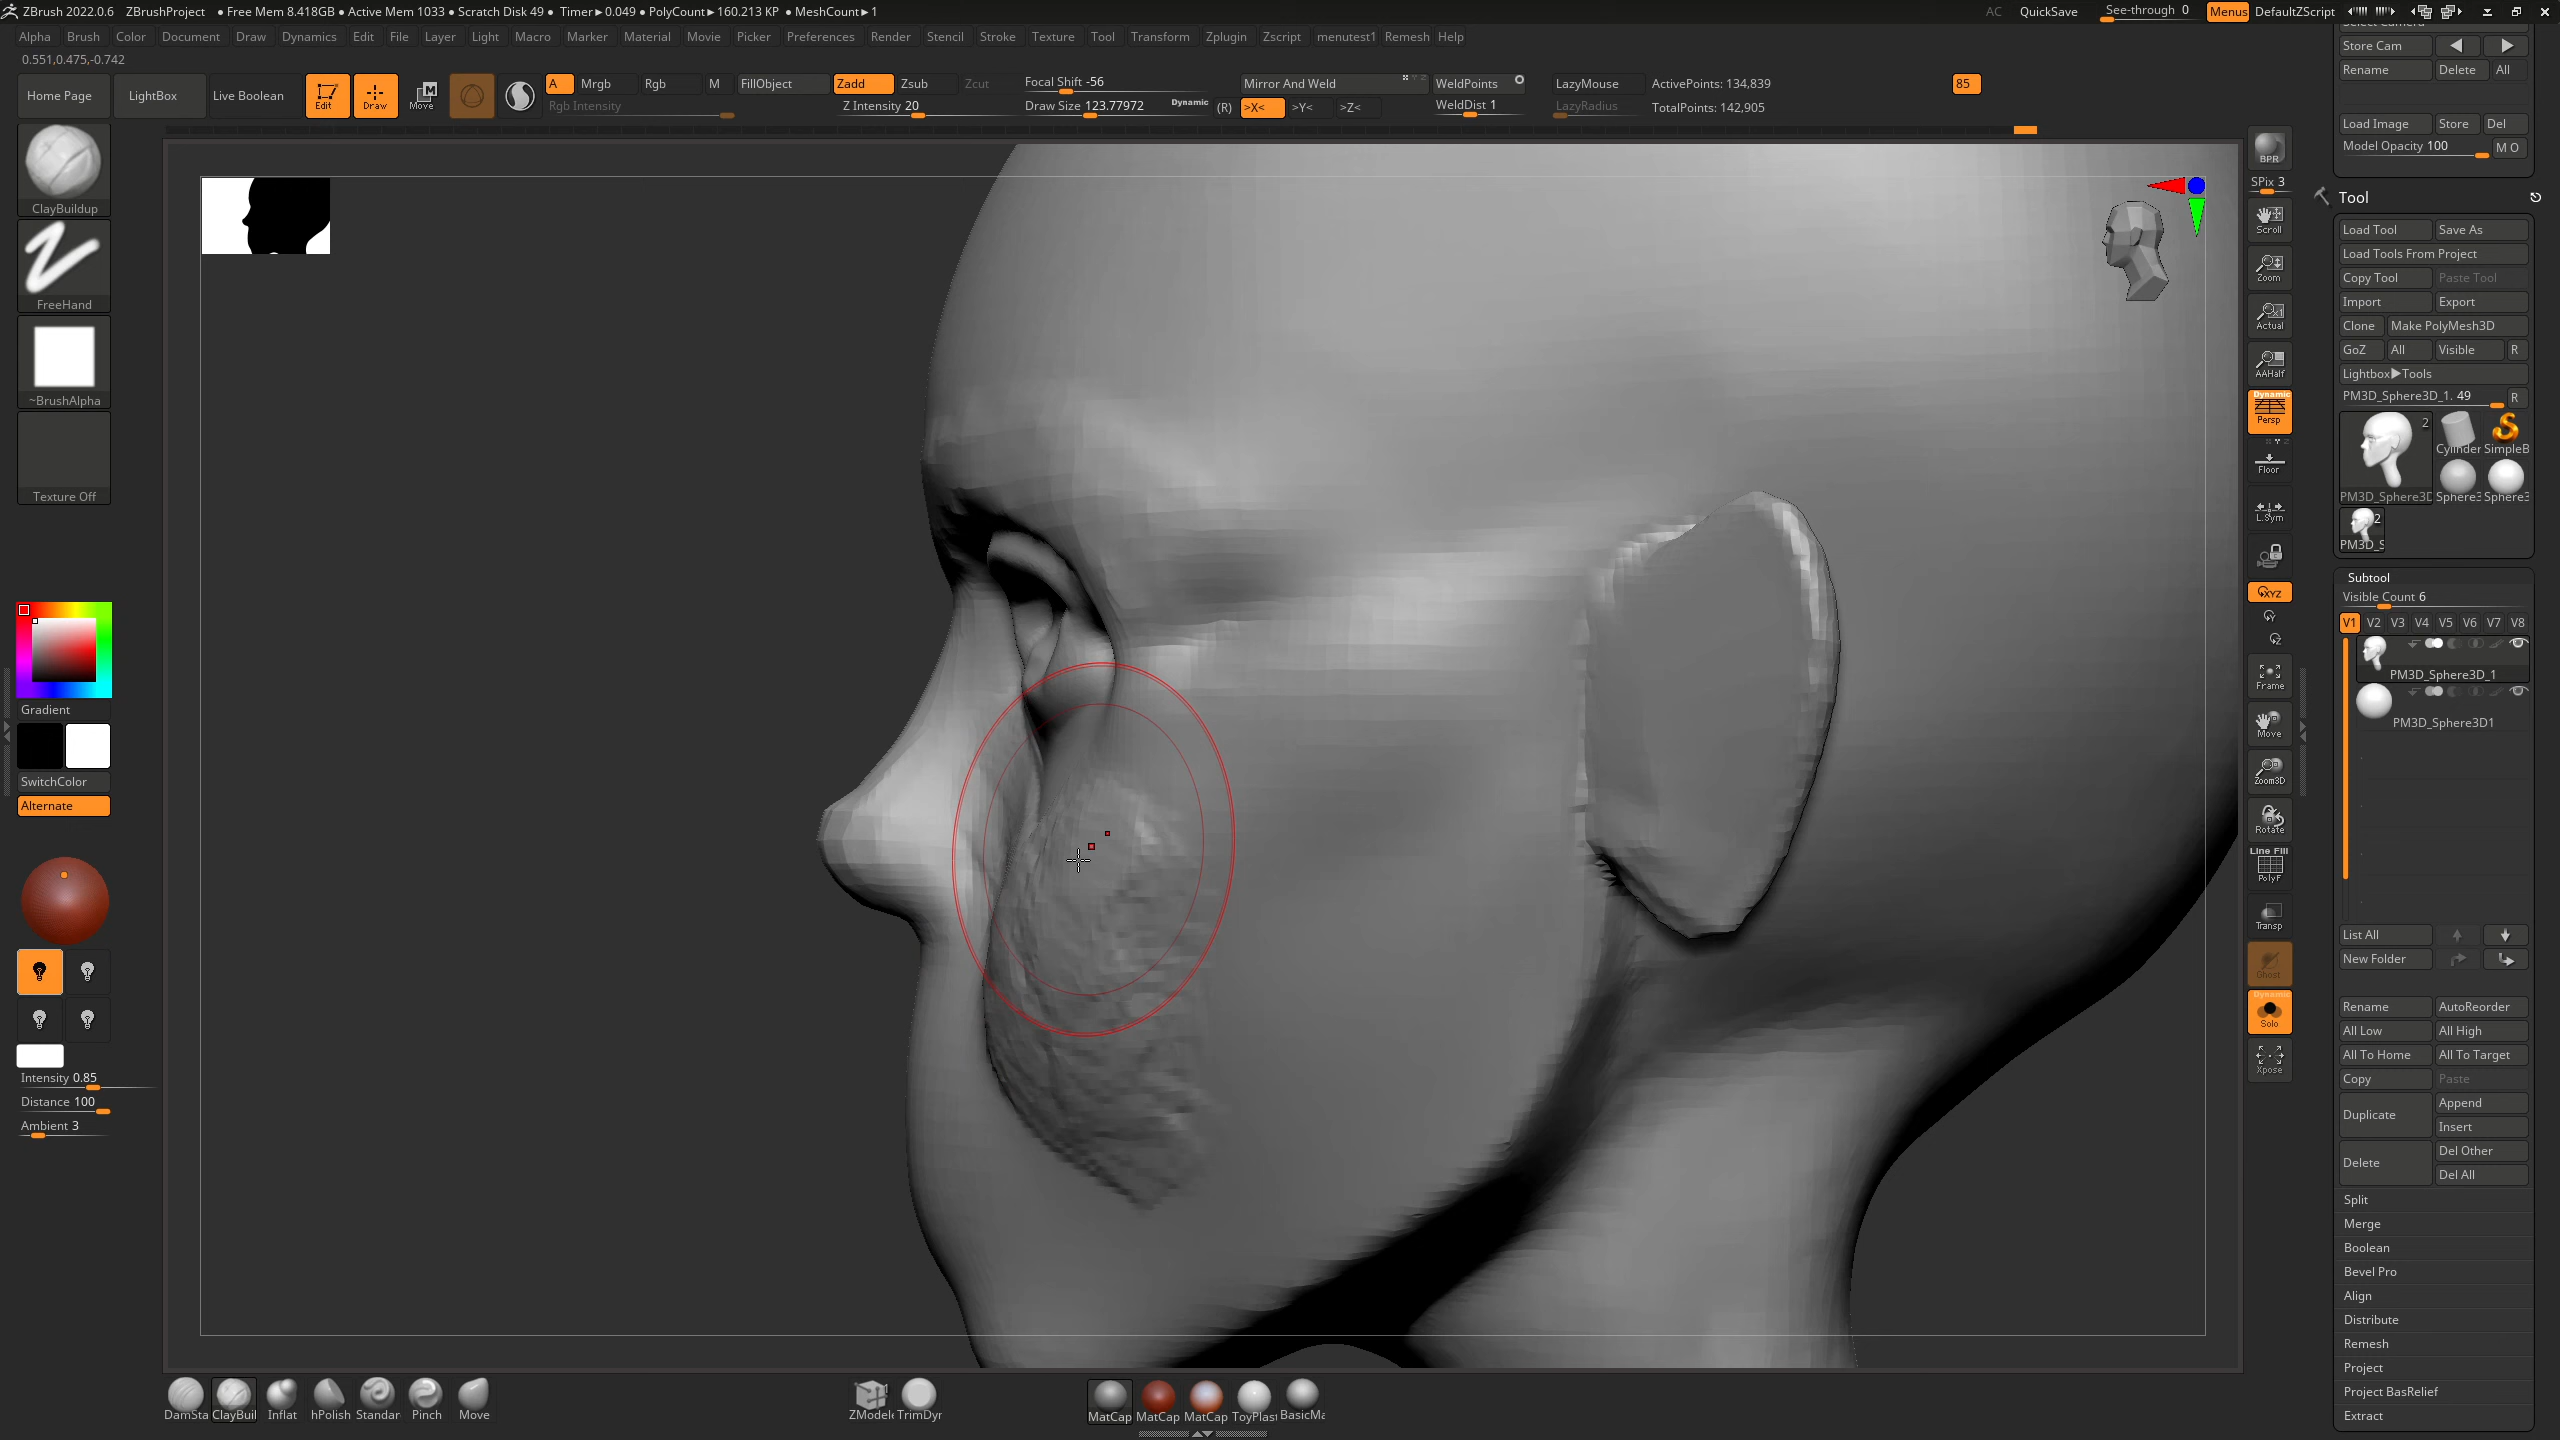 ZBrush 2022.0.6 ZBrushProject • Free Mem 8.418GB • Active Mem 1033 • Scratch Disk 49 • Timer►0.049 • PolyCount►160.213 KP • MeshCount►1 AC QuickSave See-through 0 Menus DefaultZScript
Alpha Brush Color Document Draw Dynamics Edit File Layer Light Macro Marker Material Movie Picker Preferences Render Stencil Stroke Texture Tool Transform Zplugin Zscript menutest1 Remesh Help
0.551,0.475,-0.742
Home Page LightBox Live Boolean Edit Draw Move
A Mrgb Rgb M FillObject Zadd Zsub Zcut Focal Shift -56 Mirror And Weld WeldPoints LazyMouse ActivePoints: 134,839 85
Rgb Intensity Z Intensity 20 Draw Size 123.77972 Dynamic (R) >X< >Y< >Z< WeldDist 1 LazyRadius TotalPoints: 142,905
ClayBuildup
FreeHand
~BrushAlpha
Texture Off
Gradient
SwitchColor
Alternate
Intensity 0.85
Distance 100
Ambient 3
DamSta ClayBuil Inflat hPolish Standar Pinch Move ZModele TrimDyr MatCap MatCap MatCap ToyPlas BasicMa
BPR
SPix 3
Scroll
Zoom
Actual
AAHalf
Dynamic
Persp
Floor
L.Sym
XYZ
Y
Z
Frame
Move
Zoom3D
Rotate
Line Fill
PolyF
Transp
Ghost
Dynamic
Solo
Xpose
Store Cam
Rename Delete All
Load Image Store Del
Model Opacity 100 M O
Tool
Load Tool Save As
Load Tools From Project
Copy Tool Paste Tool
Import Export
Clone Make PolyMesh3D
GoZ All Visible R
Lightbox►Tools
PM3D_Sphere3D_1. 49 R
2
Cylinder SimpleB
PM3D_Sphere3D Sphere3 Sphere3
2
PM3D_S
Subtool
Visible Count 6
V1 V2 V3 V4 V5 V6 V7 V8
PM3D_Sphere3D_1
PM3D_Sphere3D1
List All
New Folder
Rename AutoReorder
All Low All High
All To Home All To Target
Copy Paste
Duplicate Append
Insert
Delete Del Other
Del All
Split
Merge
Boolean
Bevel Pro
Align
Distribute
Remesh
Project
Project BasRelief
Extract